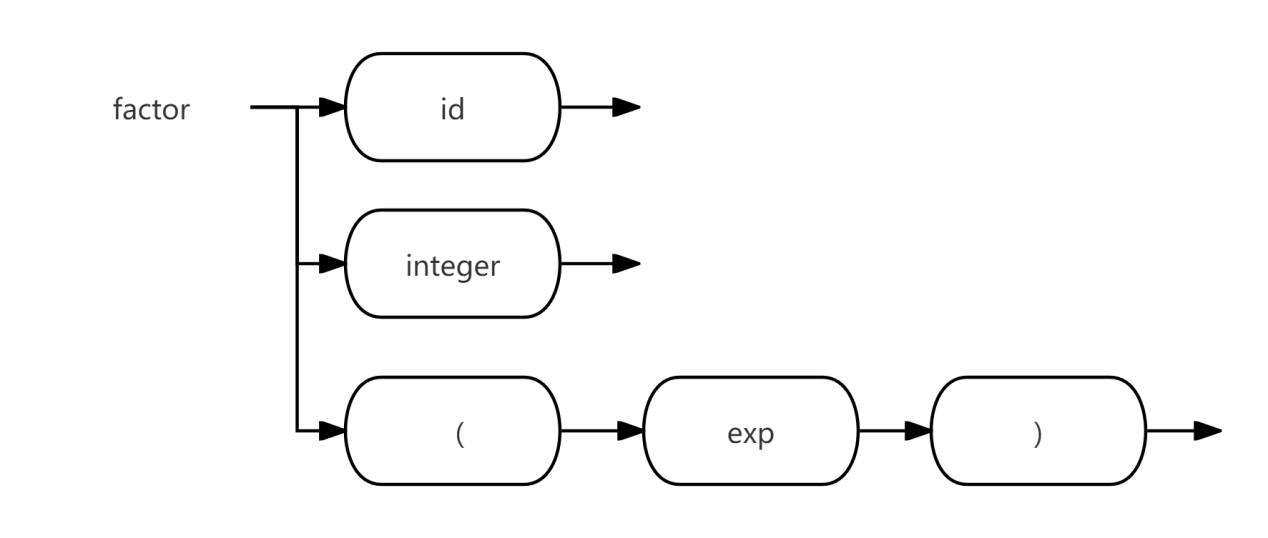 factor
id
integer
( exp )